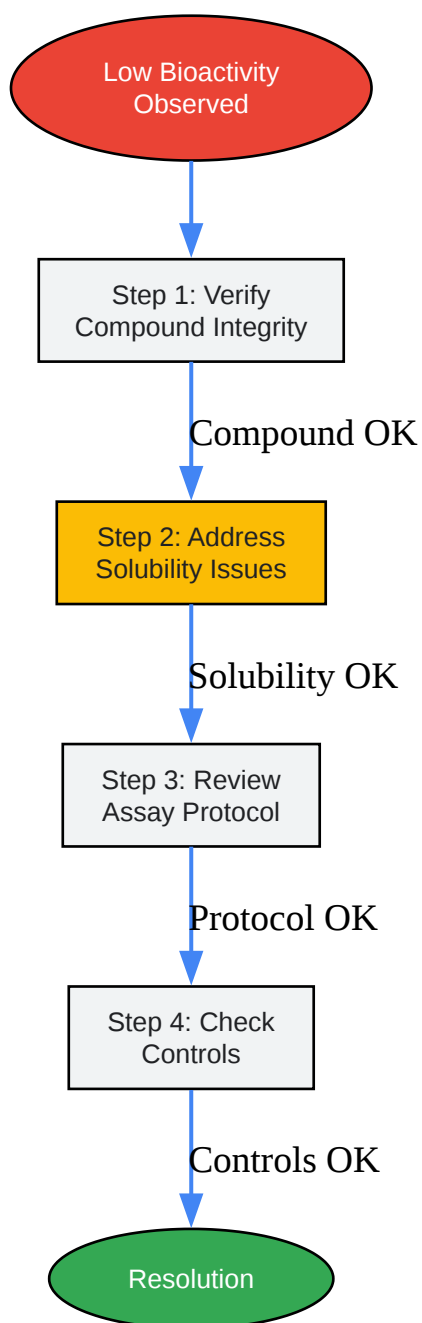 Low Bioactivity
Observed
Step 1: Verify
Compound Integrity
Compound OK
Step 2: Address
Solubility Issues
Solubility OK
Step 3: Review
Assay Protocol
Protocol OK
Step 4: Check
Controls
Controls OK
Resolution